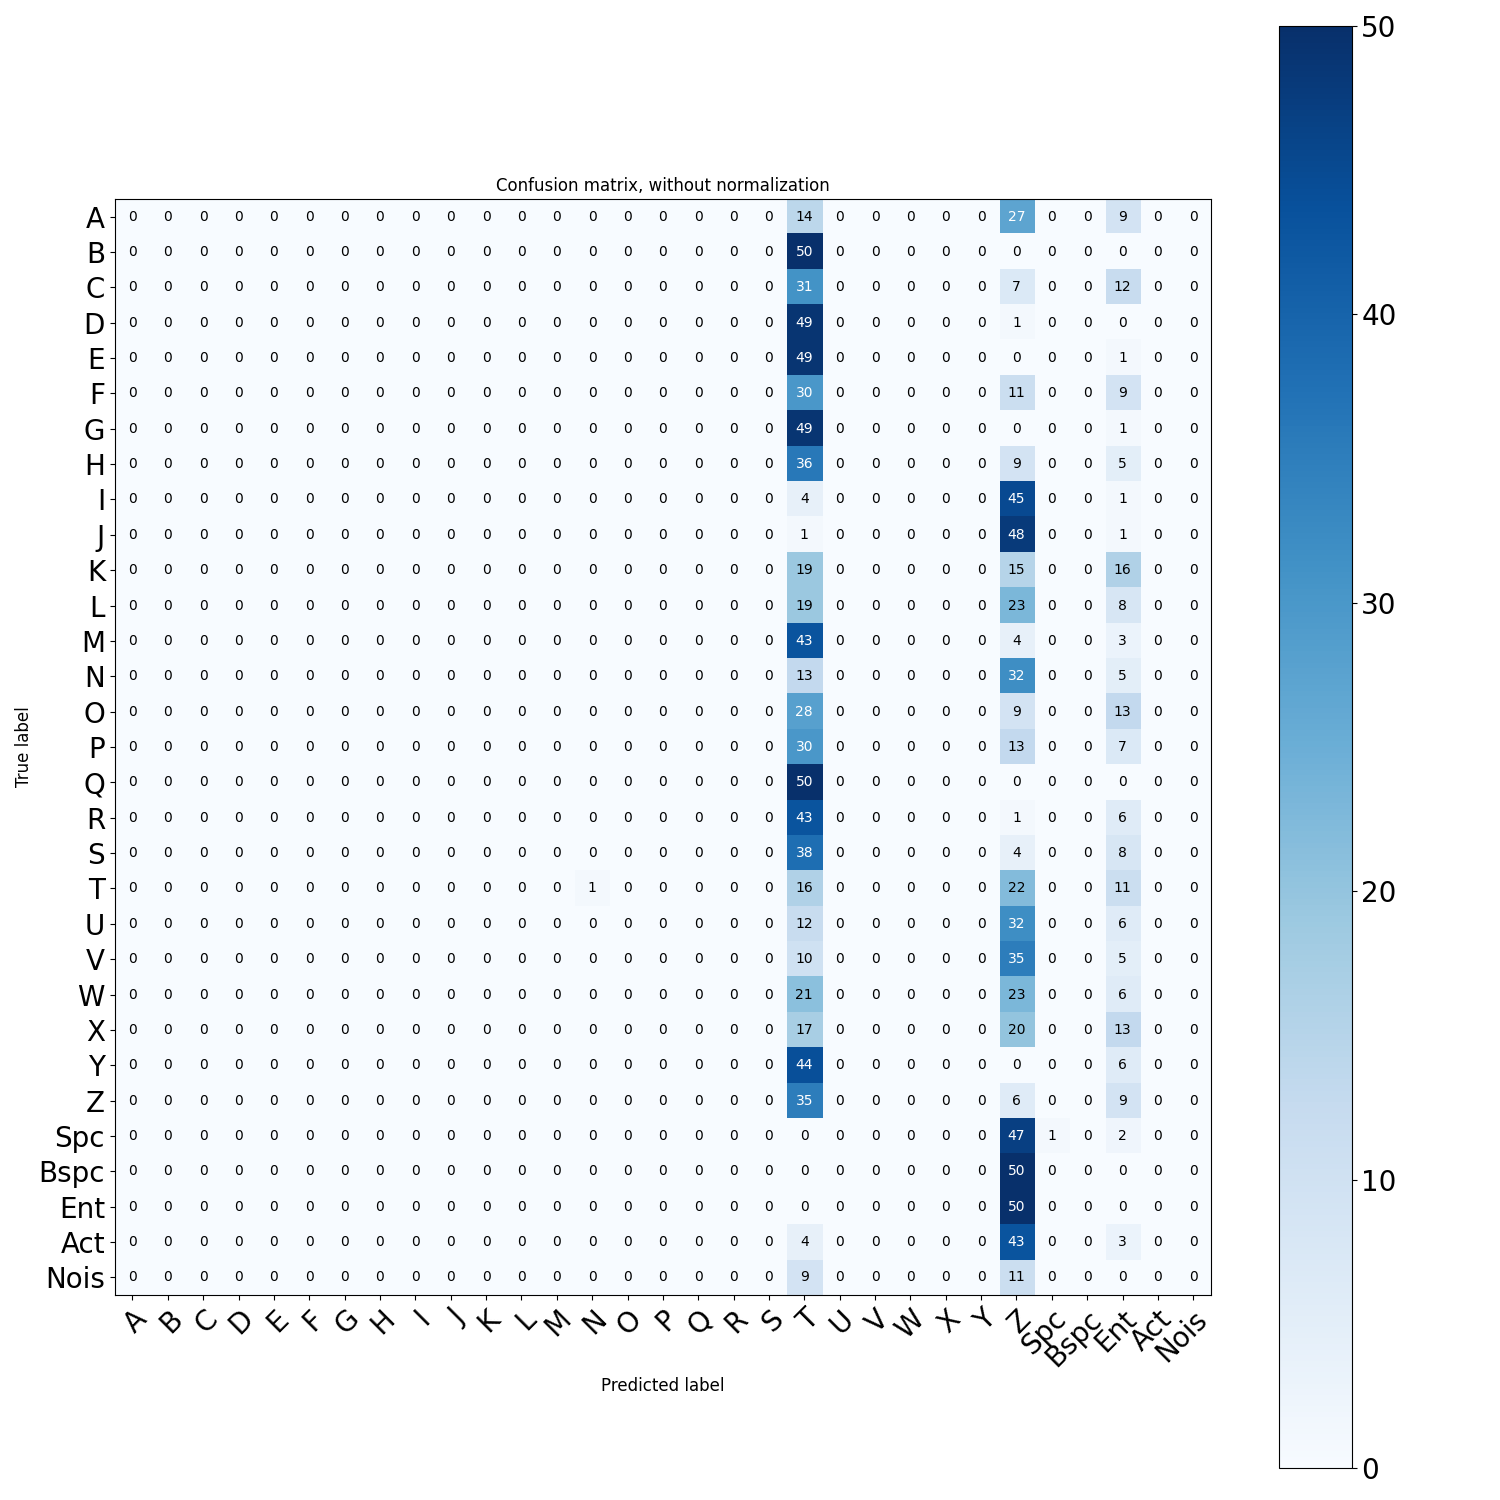 Confusion matrix, without normalization
A 0 0 0 0 0 0 0 0 0 0 0 0 0 0 0 0 0 0 0 14 0 0 0 0 0 27 0 0 9 0 0
B 0 0 0 0 0 0 0 0 0 0 0 0 0 0 0 0 0 0 0 50 0 0 0 0 0 0 0 0 0 0 0
C 0 0 0 0 0 0 0 0 0 0 0 0 0 0 0 0 0 0 0 31 0 0 0 0 0 7 0 0 12 0 0
D 0 0 0 0 0 0 0 0 0 0 0 0 0 0 0 0 0 0 0 49 0 0 0 0 0 1 0 0 0 0 0
E 0 0 0 0 0 0 0 0 0 0 0 0 0 0 0 0 0 0 0 49 0 0 0 0 0 0 0 0 1 0 0
F 0 0 0 0 0 0 0 0 0 0 0 0 0 0 0 0 0 0 0 30 0 0 0 0 0 11 0 0 9 0 0
G 0 0 0 0 0 0 0 0 0 0 0 0 0 0 0 0 0 0 0 49 0 0 0 0 0 0 0 0 1 0 0
H 0 0 0 0 0 0 0 0 0 0 0 0 0 0 0 0 0 0 0 36 0 0 0 0 0 9 0 0 5 0 0
I 0 0 0 0 0 0 0 0 0 0 0 0 0 0 0 0 0 0 0 4 0 0 0 0 0 45 0 0 1 0 0
J 0 0 0 0 0 0 0 0 0 0 0 0 0 0 0 0 0 0 0 1 0 0 0 0 0 48 0 0 1 0 0
K 0 0 0 0 0 0 0 0 0 0 0 0 0 0 0 0 0 0 0 19 0 0 0 0 0 15 0 0 16 0 0
L 0 0 0 0 0 0 0 0 0 0 0 0 0 0 0 0 0 0 0 19 0 0 0 0 0 23 0 0 8 0 0
M 0 0 0 0 0 0 0 0 0 0 0 0 0 0 0 0 0 0 0 43 0 0 0 0 0 4 0 0 3 0 0
N 0 0 0 0 0 0 0 0 0 0 0 0 0 0 0 0 0 0 0 13 0 0 0 0 0 32 0 0 5 0 0
O 0 0 0 0 0 0 0 0 0 0 0 0 0 0 0 0 0 0 0 28 0 0 0 0 0 9 0 0 13 0 0
P 0 0 0 0 0 0 0 0 0 0 0 0 0 0 0 0 0 0 0 30 0 0 0 0 0 13 0 0 7 0 0
Q 0 0 0 0 0 0 0 0 0 0 0 0 0 0 0 0 0 0 0 50 0 0 0 0 0 0 0 0 0 0 0
R 0 0 0 0 0 0 0 0 0 0 0 0 0 0 0 0 0 0 0 43 0 0 0 0 0 1 0 0 6 0 0
S 0 0 0 0 0 0 0 0 0 0 0 0 0 0 0 0 0 0 0 38 0 0 0 0 0 4 0 0 8 0 0
T 0 0 0 0 0 0 0 0 0 0 0 0 0 1 0 0 0 0 0 16 0 0 0 0 0 22 0 0 11 0 0
U 0 0 0 0 0 0 0 0 0 0 0 0 0 0 0 0 0 0 0 12 0 0 0 0 0 32 0 0 6 0 0
V 0 0 0 0 0 0 0 0 0 0 0 0 0 0 0 0 0 0 0 10 0 0 0 0 0 35 0 0 5 0 0
W 0 0 0 0 0 0 0 0 0 0 0 0 0 0 0 0 0 0 0 21 0 0 0 0 0 23 0 0 6 0 0
X 0 0 0 0 0 0 0 0 0 0 0 0 0 0 0 0 0 0 0 17 0 0 0 0 0 20 0 0 13 0 0
Y 0 0 0 0 0 0 0 0 0 0 0 0 0 0 0 0 0 0 0 44 0 0 0 0 0 0 0 0 6 0 0
Z 0 0 0 0 0 0 0 0 0 0 0 0 0 0 0 0 0 0 0 35 0 0 0 0 0 6 0 0 9 0 0
Spc 0 0 0 0 0 0 0 0 0 0 0 0 0 0 0 0 0 0 0 0 0 0 0 0 0 47 1 0 2 0 0
Bspc 0 0 0 0 0 0 0 0 0 0 0 0 0 0 0 0 0 0 0 0 0 0 0 0 0 50 0 0 0 0 0
Ent 0 0 0 0 0 0 0 0 0 0 0 0 0 0 0 0 0 0 0 0 0 0 0 0 0 50 0 0 0 0 0
Act 0 0 0 0 0 0 0 0 0 0 0 0 0 0 0 0 0 0 0 4 0 0 0 0 0 43 0 0 3 0 0
Nois 0 0 0 0 0 0 0 0 0 0 0 0 0 0 0 0 0 0 0 9 0 0 0 0 0 11 0 0 0 0 0
A B C D E F G H I J K L M N O P Q R S T U V W X Y Z Spc Bspc Ent Act Nois
Predicted label
True label
50
40
30
20
10
0